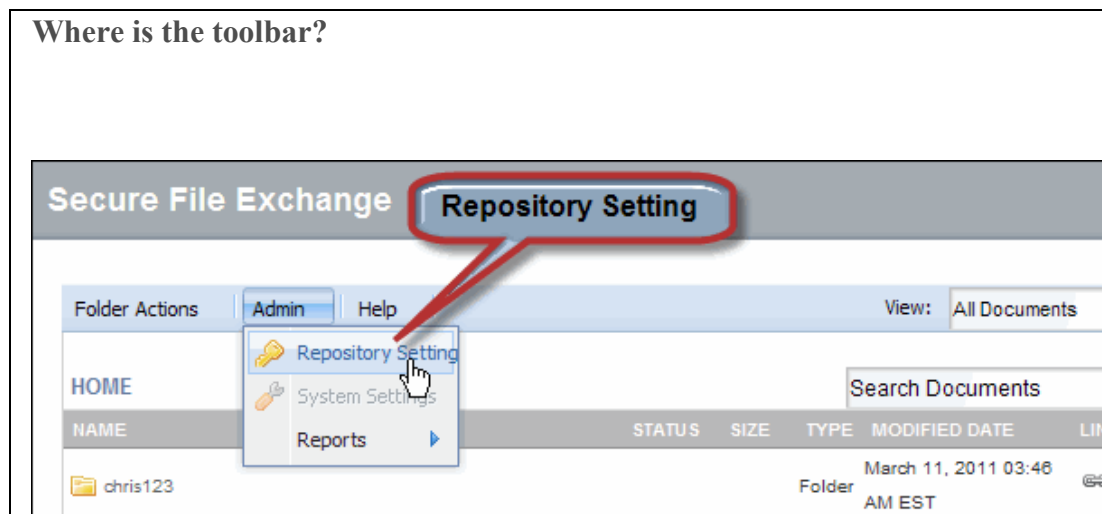 Where is the toolbar?
Secure File Exchange
Repository Setting
Folder Actions Admin Help View: All Documents
Repository Setting
System Settings
Reports
HOME Search Documents
NAME STATUS SIZE TYPE MODIFIED DATE
chris123 Folder March 11, 2011 03:46
AM EST